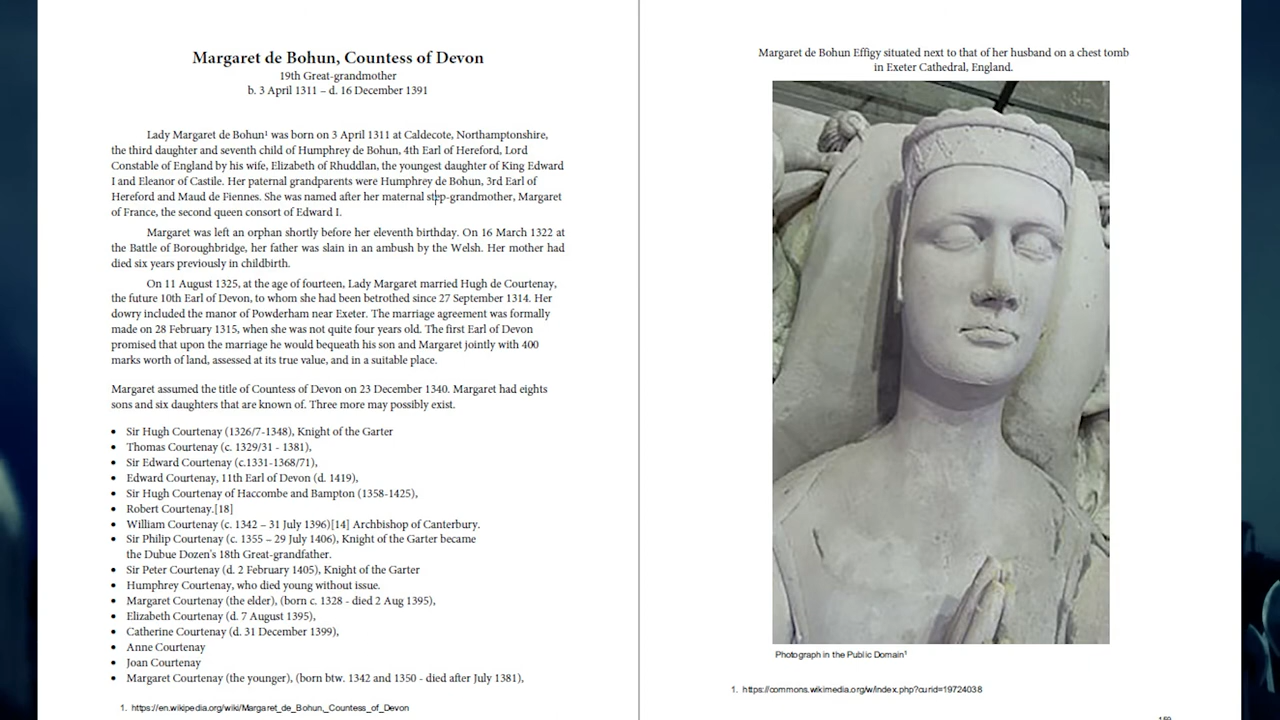 Margaret de Bohun, Countess of Devon
19th Great-grandmother
b. 3 April 1311 – d. 16 December 1391
Lady Margaret de Bohun¹ was born on 3 April 1311 at Caldecote, Northamptonshire,
the third daughter and seventh child of Humphrey de Bohun, 4th Earl of Hereford, Lord
Constable of England by his wife, Elizabeth of Rhuddlan, the youngest daughter of King Edward
I and Eleanor of Castile. Her paternal grandparents were Humphrey de Bohun, 3rd Earl of
Hereford and Maud de Fiennes. She was named after her maternal step-grandmother, Margaret
of France, the second queen consort of Edward I.
Margaret was left an orphan shortly before her eleventh birthday. On 16 March 1322 at
the Battle of Boroughbridge, her father was slain in an ambush by the Welsh. Her mother had
died six years previously in childbirth.
On 11 August 1325, at the age of fourteen, Lady Margaret married Hugh de Courtenay,
the future 10th Earl of Devon, to whom she had been betrothed since 27 September 1314. Her
dowry included the manor of Powderham near Exeter. The marriage agreement was formally
made on 28 February 1315, when she was not quite four years old. The first Earl of Devon
promised that upon the marriage he would bequeath his son and Margaret jointly with 400
marks worth of land, assessed at its true value, and in a suitable place.
Margaret assumed the title of Countess of Devon on 23 December 1340. Margaret had eights
sons and six daughters that are known of. Three more may possibly exist.
• Sir Hugh Courtenay (1326/7-1348), Knight of the Garter
• Thomas Courtenay (c. 1329/31 - 1381),
• Sir Edward Courtenay (c.1331-1368/71),
• Edward Courtenay, 11th Earl of Devon (d. 1419),
• Sir Hugh Courtenay of Haccombe and Bampton (1358-1425),
• Robert Courtenay.[18]
• William Courtenay (c. 1342 – 31 July 1396)[14] Archbishop of Canterbury.
• Sir Philip Courtenay (c. 1355 – 29 July 1406), Knight of the Garter became
the Dubue Dozen's 18th Great-grandfather.
• Sir Peter Courtenay (d. 2 February 1405), Knight of the Garter
• Humphrey Courtenay, who died young without issue.
• Margaret Courtenay (the elder), (born c. 1328 - died 2 Aug 1395),
• Elizabeth Courtenay (d. 7 August 1395),
• Catherine Courtenay (d. 31 December 1399),
• Anne Courtenay
• Joan Courtenay
• Margaret Courtenay (the younger), (born btw. 1342 and 1350 - died after July 1381),
1. https://en.wikipedia.org/wiki/Margaret_de_Bohun,_Countess_of_Devon
Margaret de Bohun Effigy situated next to that of her husband on a chest tomb
in Exeter Cathedral, England.
Photograph in the Public Domain¹
1. https://commons.wikimedia.org/w/index.php?curid=19724038